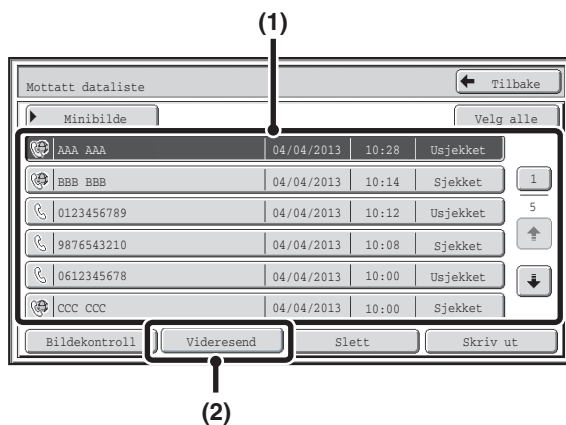 (1)
Mottatt dataliste
Tilbake
Minibilde
Velg alle
AAA AAA 04/04/2013 10:28 Usjekket
BBB BBB 04/04/2013 10:14 Sjekket
0123456789 04/04/2013 10:12 Usjekket
9876543210 04/04/2013 10:08 Sjekket
0612345678 04/04/2013 10:00 Usjekket
CCC CCC 04/04/2013 10:00 Sjekket
1
5
Bildekontroll
Videresend
Slett
Skriv ut
(2)